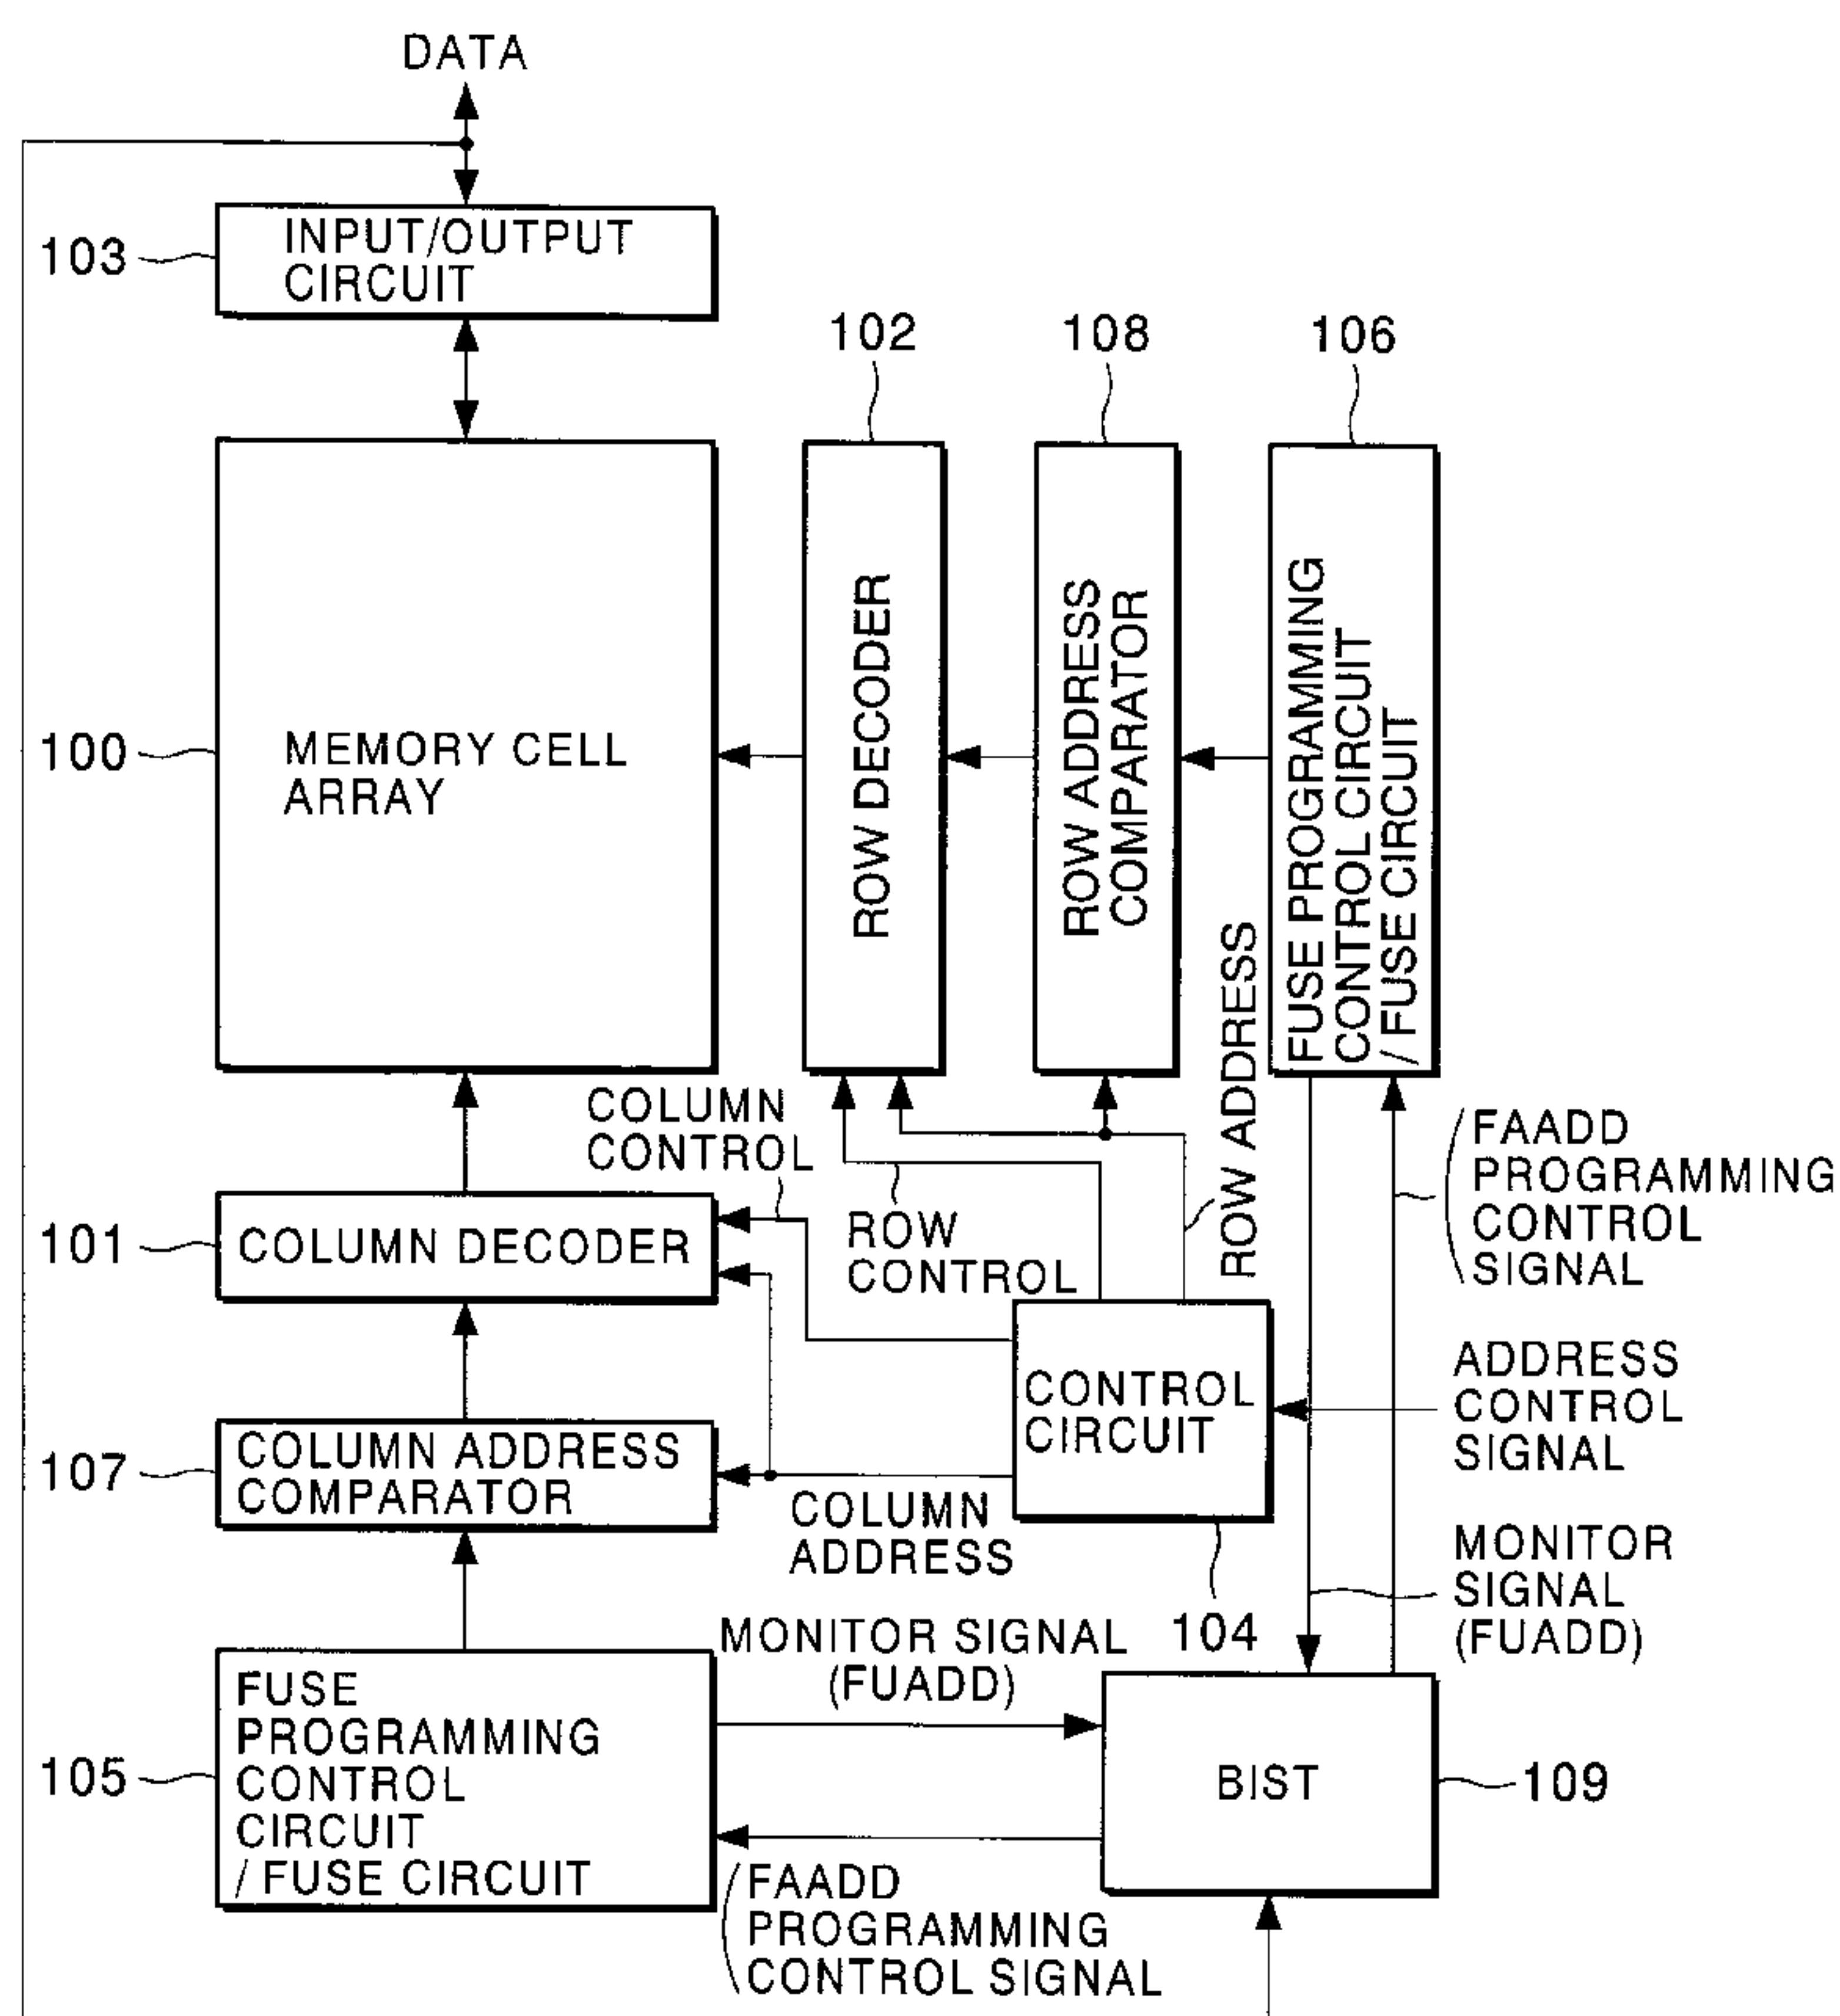 DATA
103
INPUT/OUTPUT
CIRCUIT
102
108
106
100
MEMORY CELL
ARRAY
ROW DECODER
ROW ADDRESS
COMPARATOR
FUSE PROGRAMMING
CONTROL CIRCUIT
/ FUSE CIRCUIT
COLUMN
CONTROL
ROW
CONTROL
ROW ADDRESS
FAADD
PROGRAMMING
CONTROL
SIGNAL
101
COLUMN DECODER
CONTROL
CIRCUIT
ADDRESS
CONTROL
SIGNAL
107
COLUMN ADDRESS
COMPARATOR
COLUMN
ADDRESS
104
MONITOR
SIGNAL
(FUADD)
MONITOR SIGNAL
(FUADD)
105
FUSE
PROGRAMMING
CONTROL
CIRCUIT
/ FUSE CIRCUIT
BIST
109
FAADD
PROGRAMMING
CONTROL SIGNAL